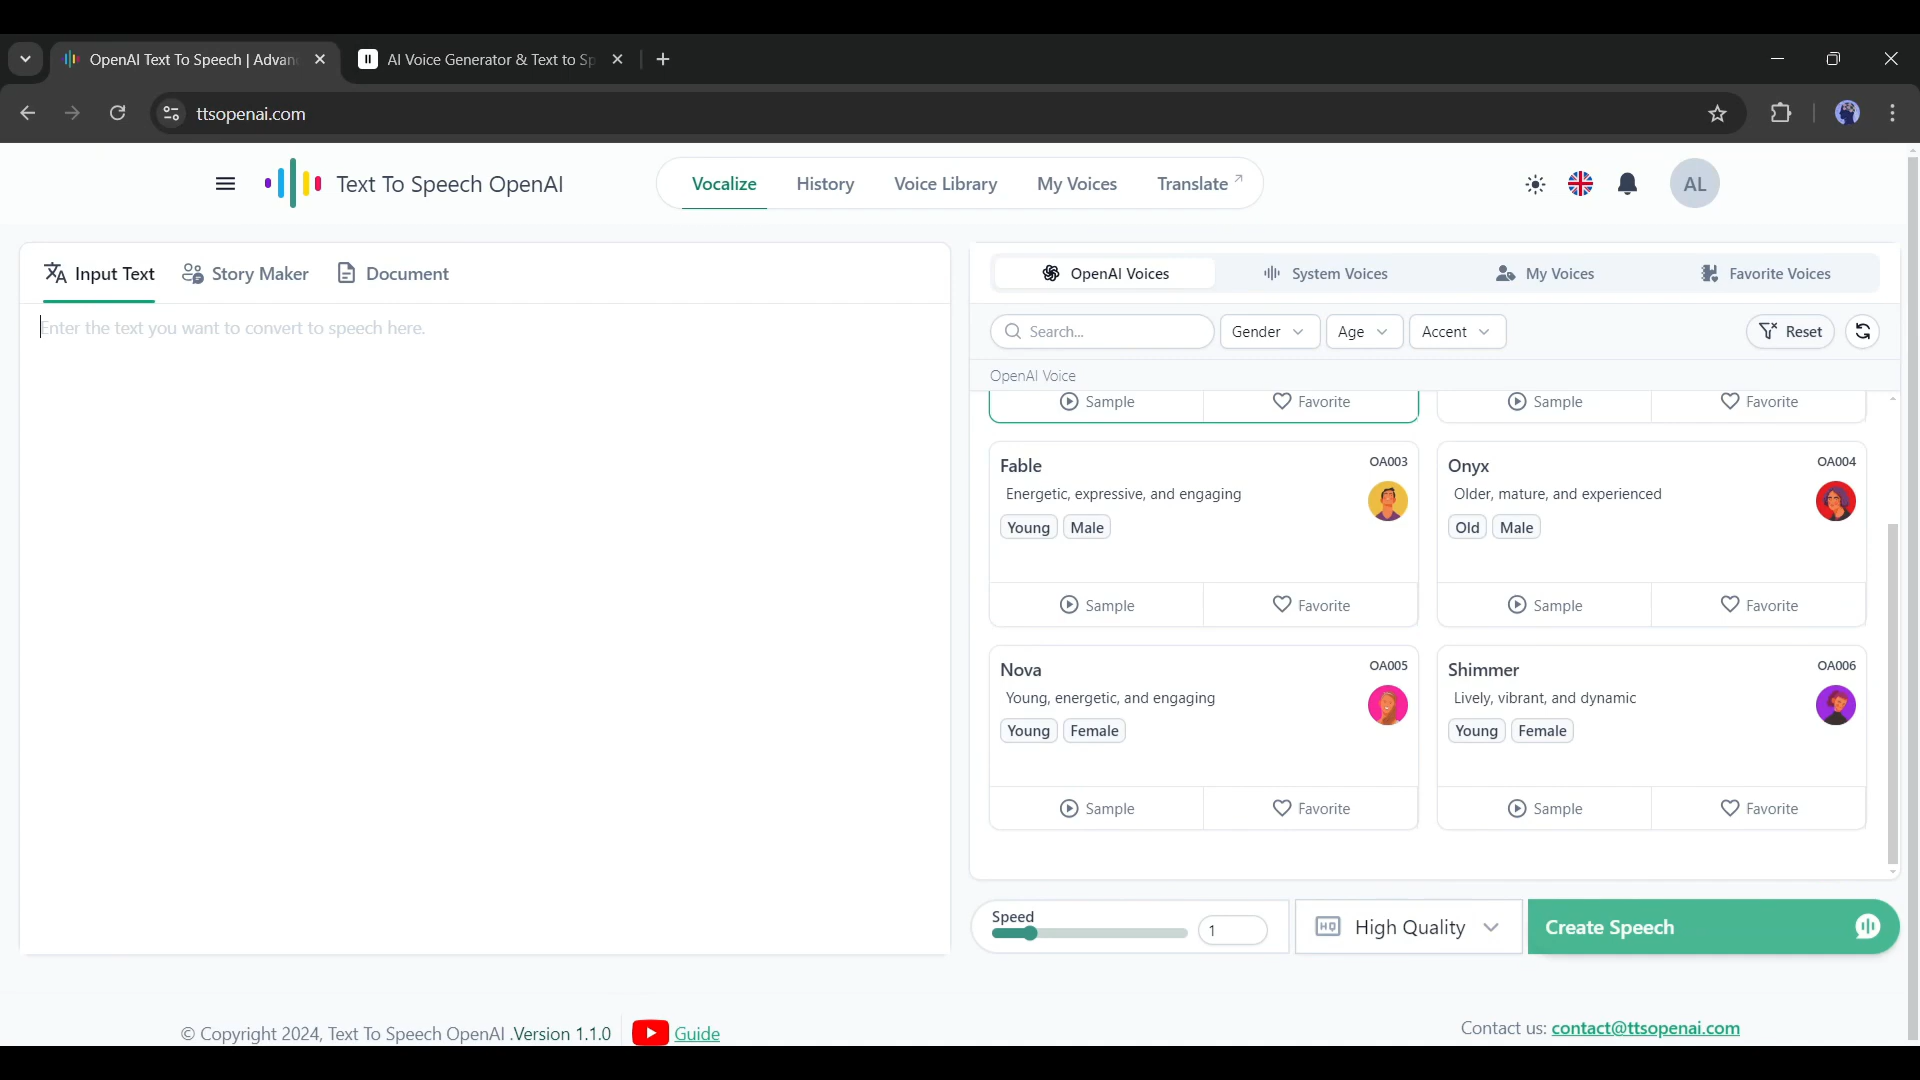 OpenAI Text To Speech | Advan
AI Voice Generator & Text to Sp
ttsopenai.com
Text To Speech OpenAI
Vocalize
History
Voice Library
My Voices
Translate
AL
Input Text
Story Maker
Document
Enter the text you want to convert to speech here.
OpenAI Voices
System Voices
My Voices
Favorite Voices
Search...
Gender
Age
Accent
Reset
OpenAI Voice
Sample
Favorite
Sample
Favorite
Fable
OA003
Energetic, expressive, and engaging
Young
Male
Sample
Favorite
Onyx
OA004
Older, mature, and experienced
Old
Male
Sample
Favorite
Nova
OA005
Young, energetic, and engaging
Young
Female
Sample
Favorite
Shimmer
OA006
Lively, vibrant, and dynamic
Young
Female
Sample
Favorite
Speed
1
HQ
High Quality
Create Speech
© Copyright 2024, Text To Speech OpenAI .Version 1.1.0
Guide
Contact us: contact@ttsopenai.com